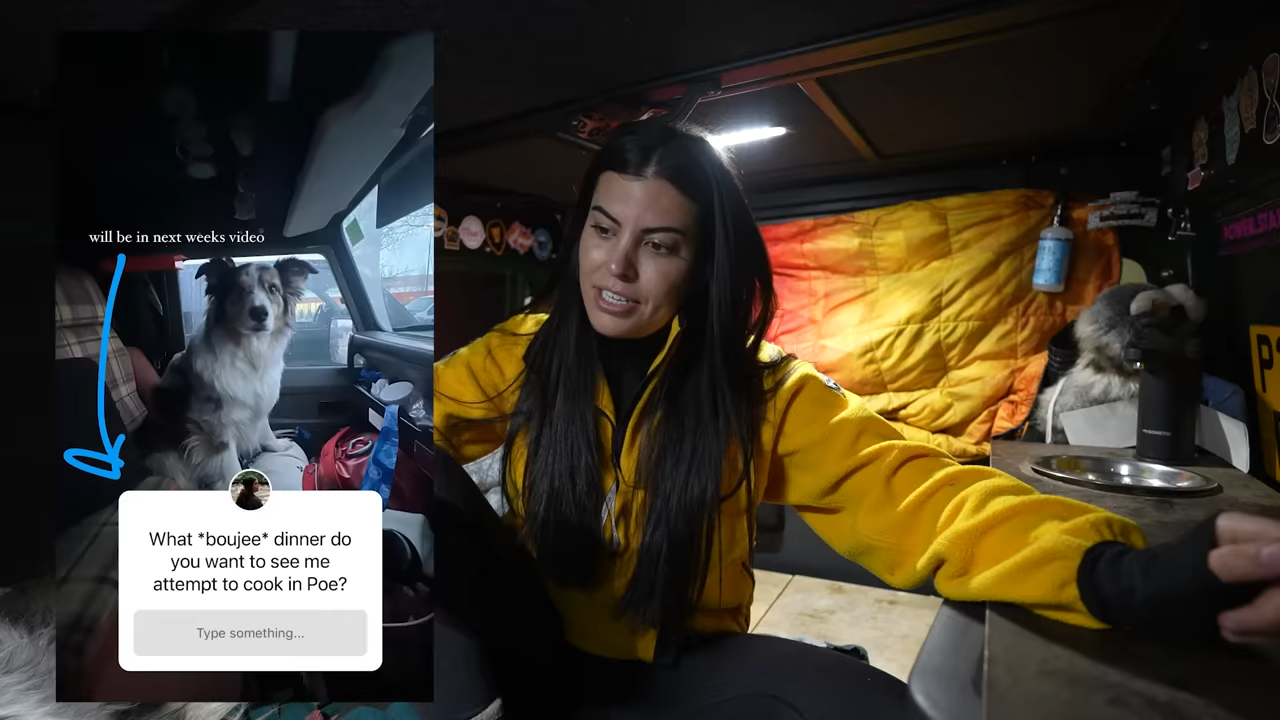 will be in next weeks video
What *boujee* dinner do
you want to see me
attempt to cook in Poe?
Type something...